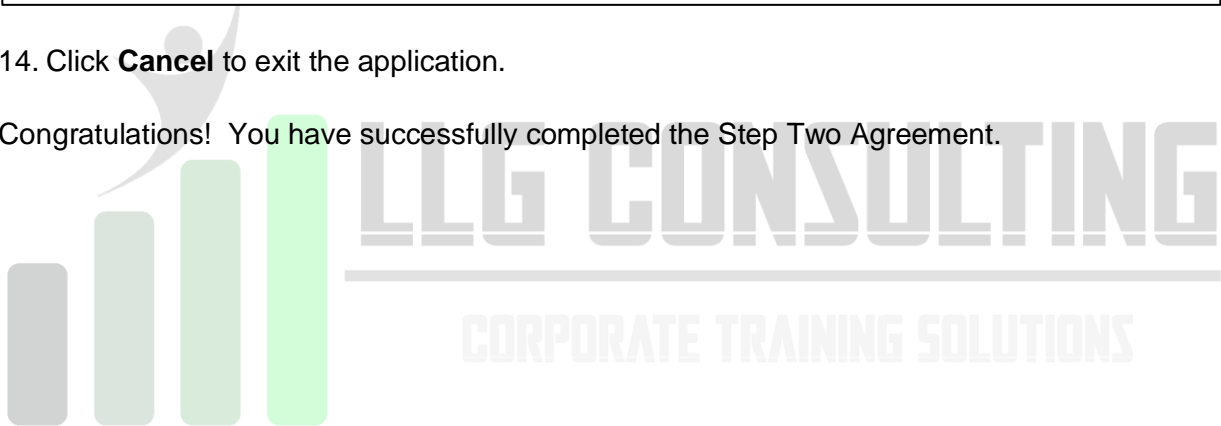 14. Click Cancel to exit the application.
Congratulations!  You have successfully completed the Step Two Agreement.
LLG CONSULTING
CORPORATE TRAINING SOLUTIONS